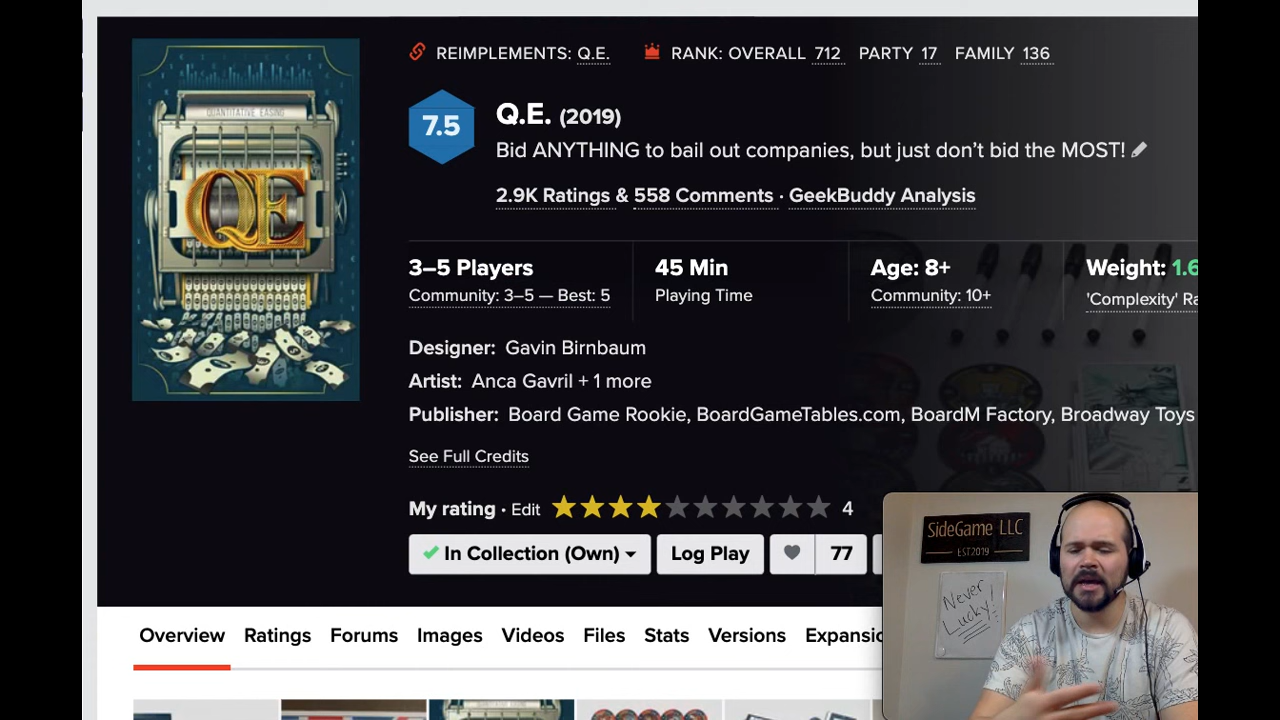 REIMPLEMENTS: Q.E. RANK: OVERALL 712 PARTY 17 FAMILY 136
QUANTITATIVE EASING
QE
7.5
Q.E. (2019)
Bid ANYTHING to bail out companies, but just don't bid the MOST!
2.9K Ratings & 558 Comments · GeekBuddy Analysis
3–5 Players
Community: 3–5 — Best: 5
45 Min
Playing Time
Age: 8+
Community: 10+
Weight: 1.6
'Complexity' Ra
Designer: Gavin Birnbaum
Artist: Anca Gavril + 1 more
Publisher: Board Game Rookie, BoardGameTables.com, BoardM Factory, Broadway Toys
See Full Credits
My rating · Edit 4
In Collection (Own) Log Play 77
SideGame LLC
EST2019
Never
Lucky!
Overview Ratings Forums Images Videos Files Stats Versions Expansio